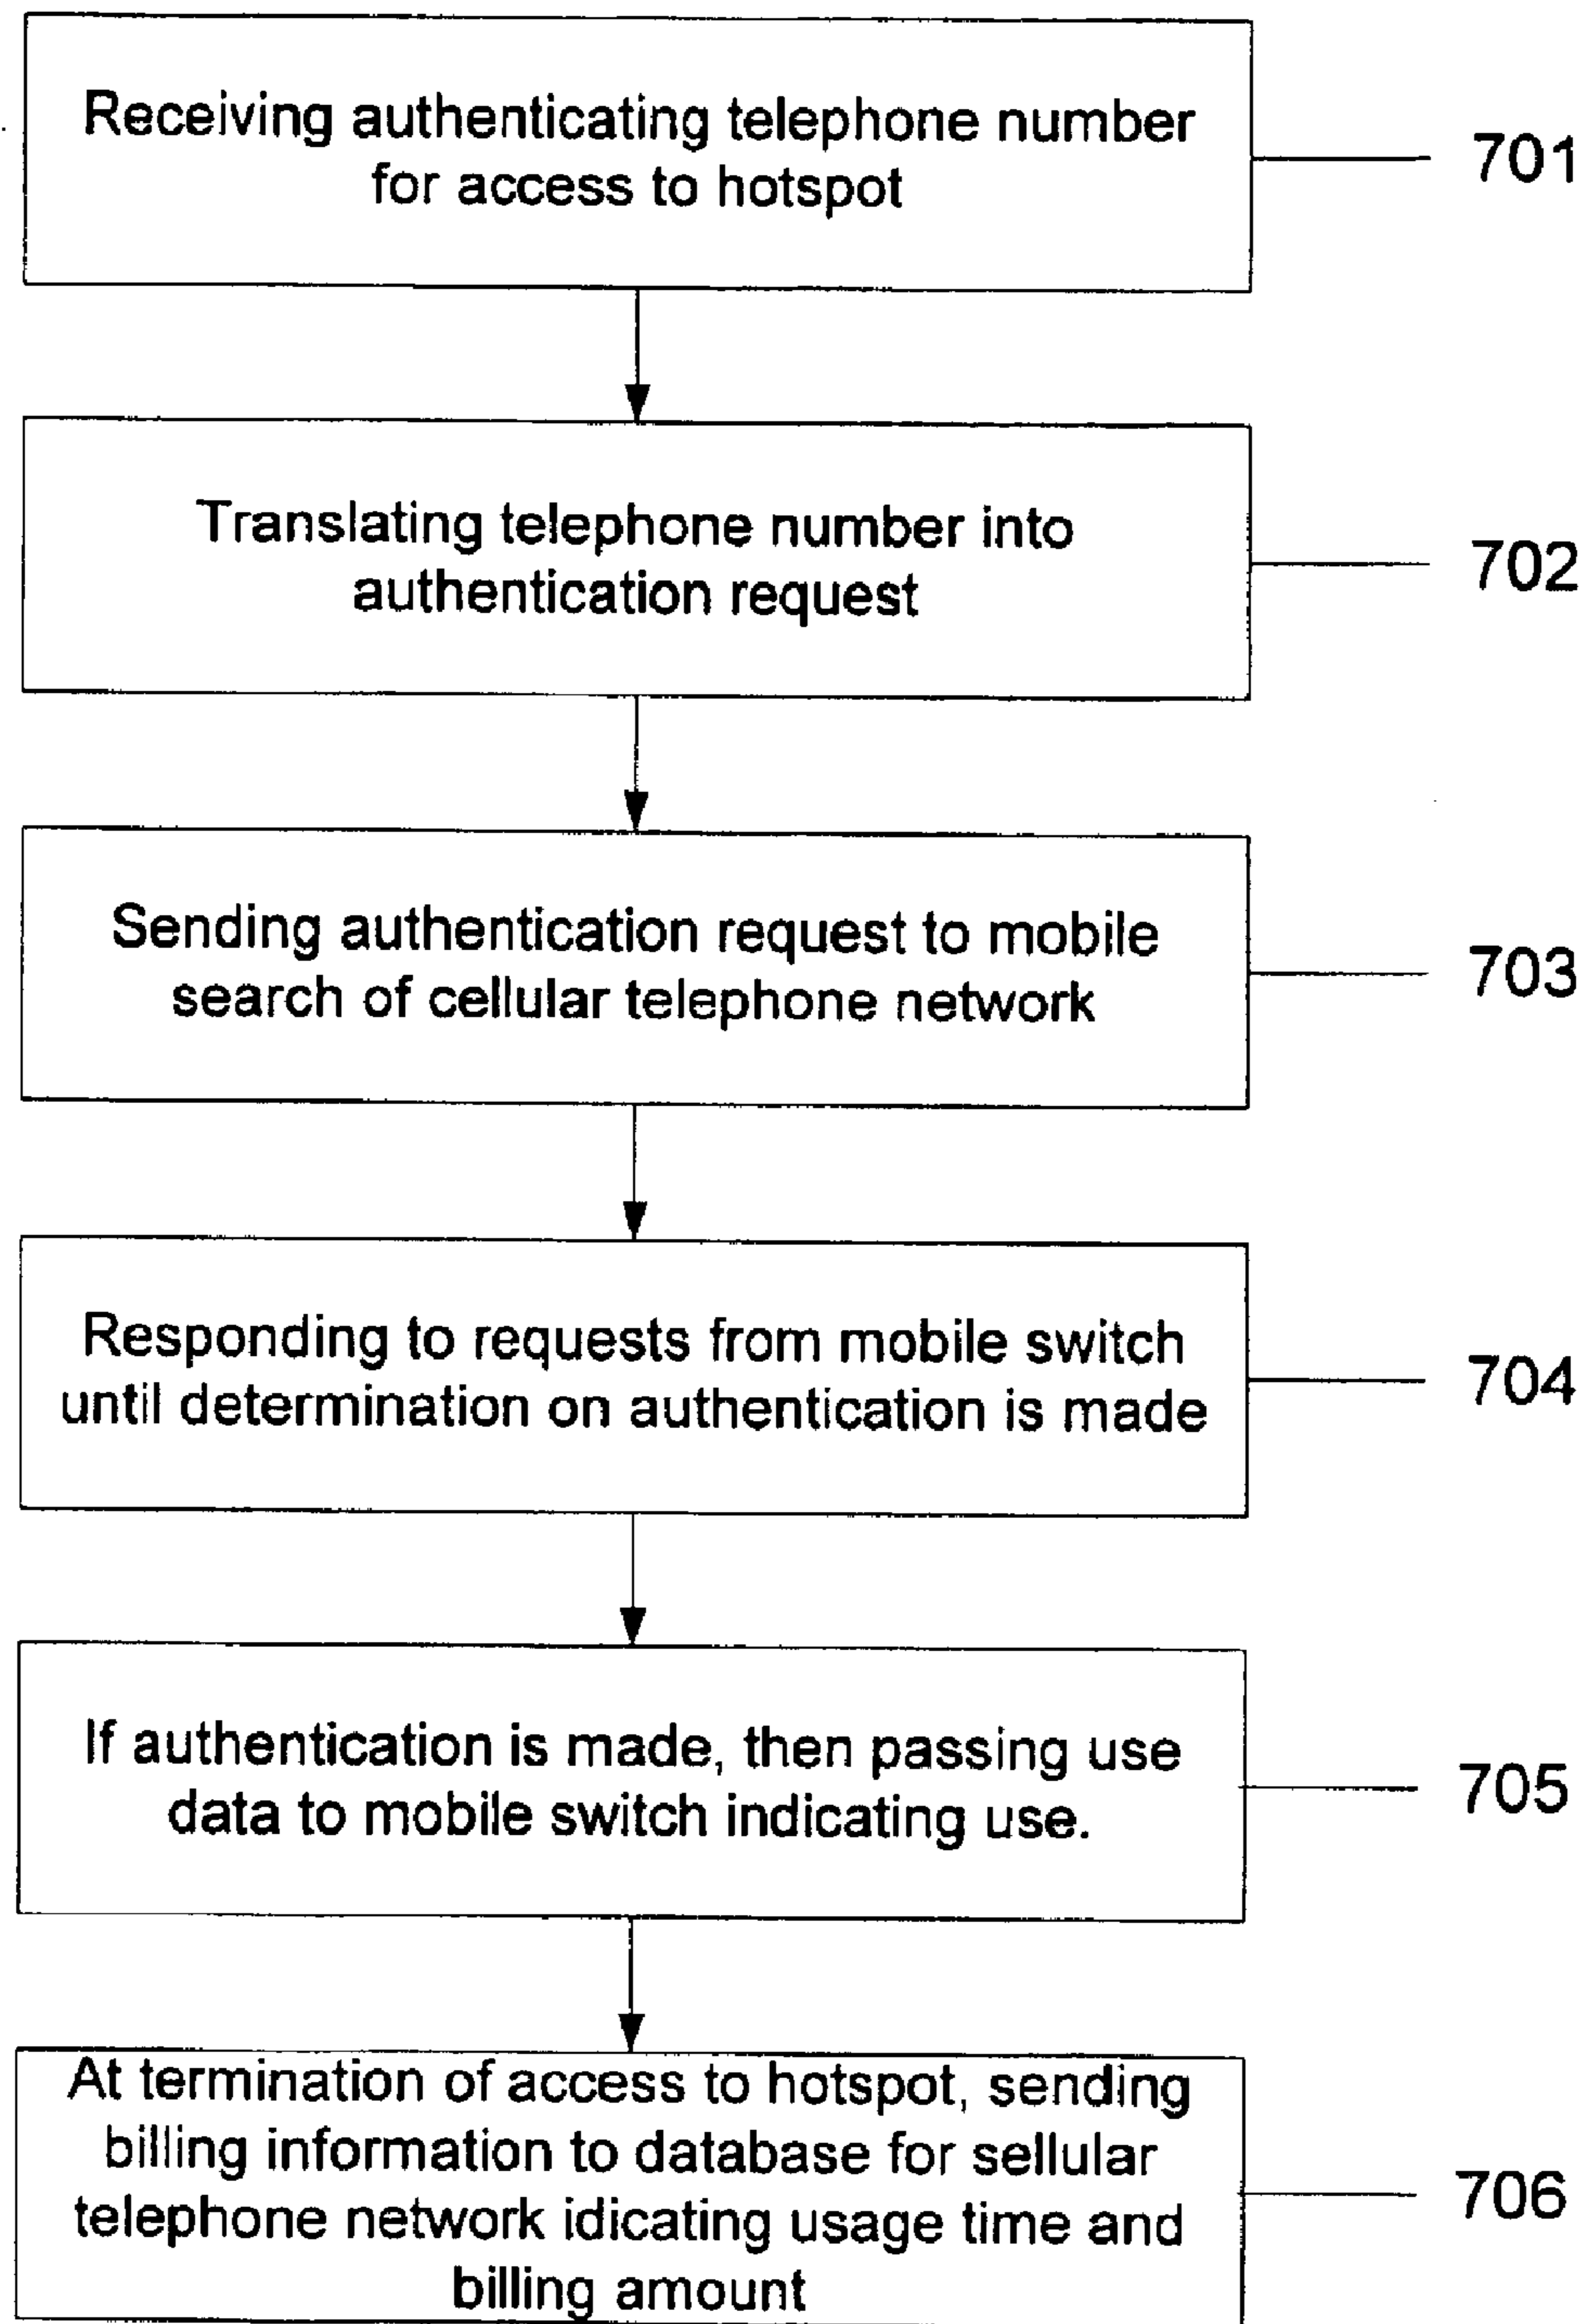 Receiving authenticating telephone number
for access to hotspot
701
Translating telephone number into
authentication request
702
Sending authentication request to mobile
search of cellular telephone network
703
Responding to requests from mobile switch
until determination on authentication is made
704
If authentication is made, then passing use
data to mobile switch indicating use.
705
At termination of access to hotspot, sending
billing information to database for sellular
telephone network idicating usage time and
billing amount
706